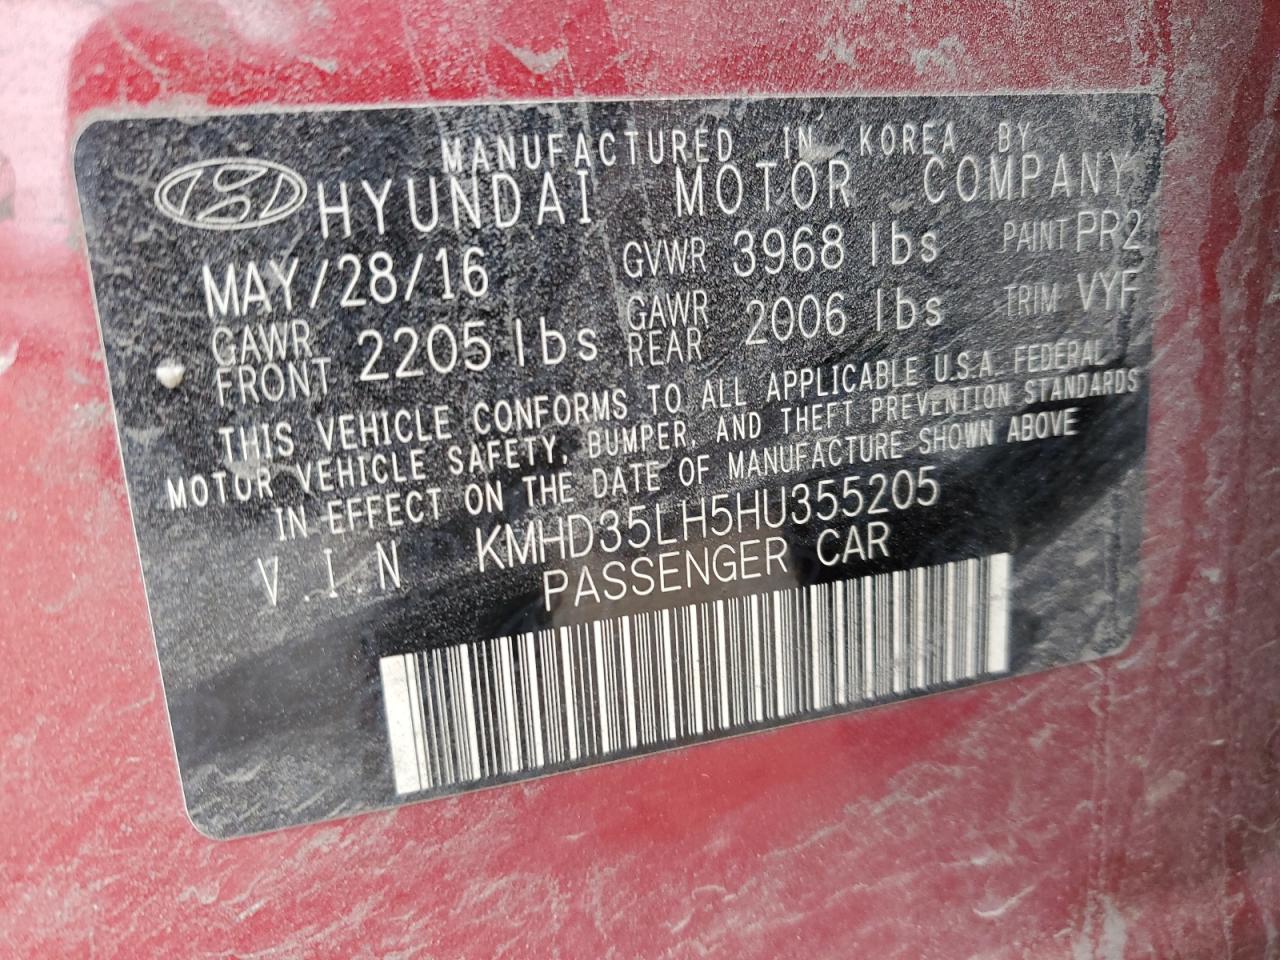 MANUFACTURED IN KOREA BY
HYUNDAI MOTOR COMPANY
MAY/28/16 GVWR 3968 lbs PAINT PR2
GAWR FRONT 2205 lbs GAWR REAR 2006 lbs TRIM VYF
THIS VEHICLE CONFORMS TO ALL APPLICABLE U.S.A. FEDERAL
MOTOR VEHICLE SAFETY, BUMPER, AND THEFT PREVENTION STANDARDS
IN EFFECT ON THE DATE OF MANUFACTURE SHOWN ABOVE
V.I.N KMHD35LH5HU355205
PASSENGER CAR